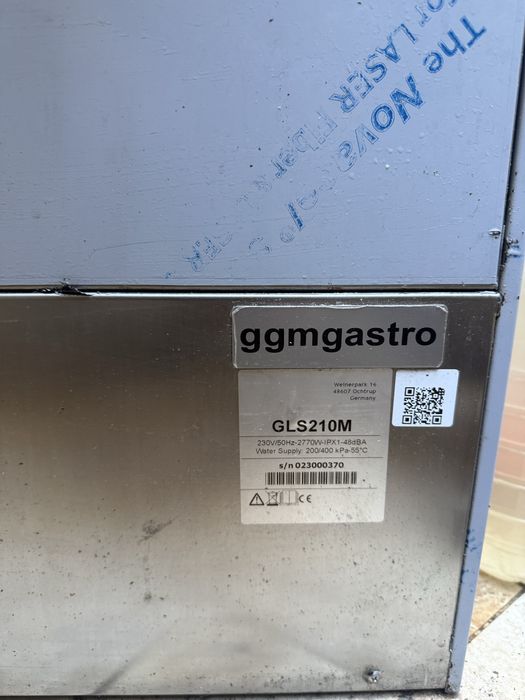 The Nova
for LASER
Fiber
ggmgastro
Weinerpark 16
48607 Ochtrup
Germany
GLS210M
230V/50Hz-2770W-IPX1-48dBA
Water Supply: 200/400 kPa-55°C
s/n 023000370
CE